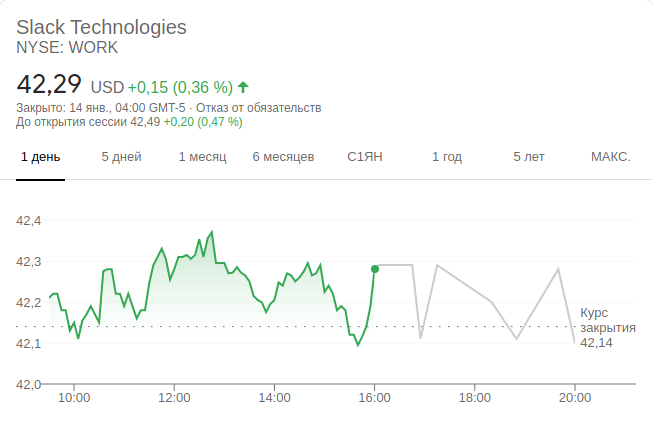 Slack Technologies
NYSE: WORK
42,29 USD +0,15 (0,36 %)
Закрыто: 14 янв., 04:00 GMT-5 · Отказ от обязательств
До открытия сессии 42,49 +0,20 (0,47 %)
1 день 5 дней 1 месяц 6 месяцев С1ЯН 1 год 5 лет МАКС.
42,4
42,3
42,2
Курс
закрытия
42,1
42,14
42,0
10:00 12:00 14:00 16:00 18:00 20:00